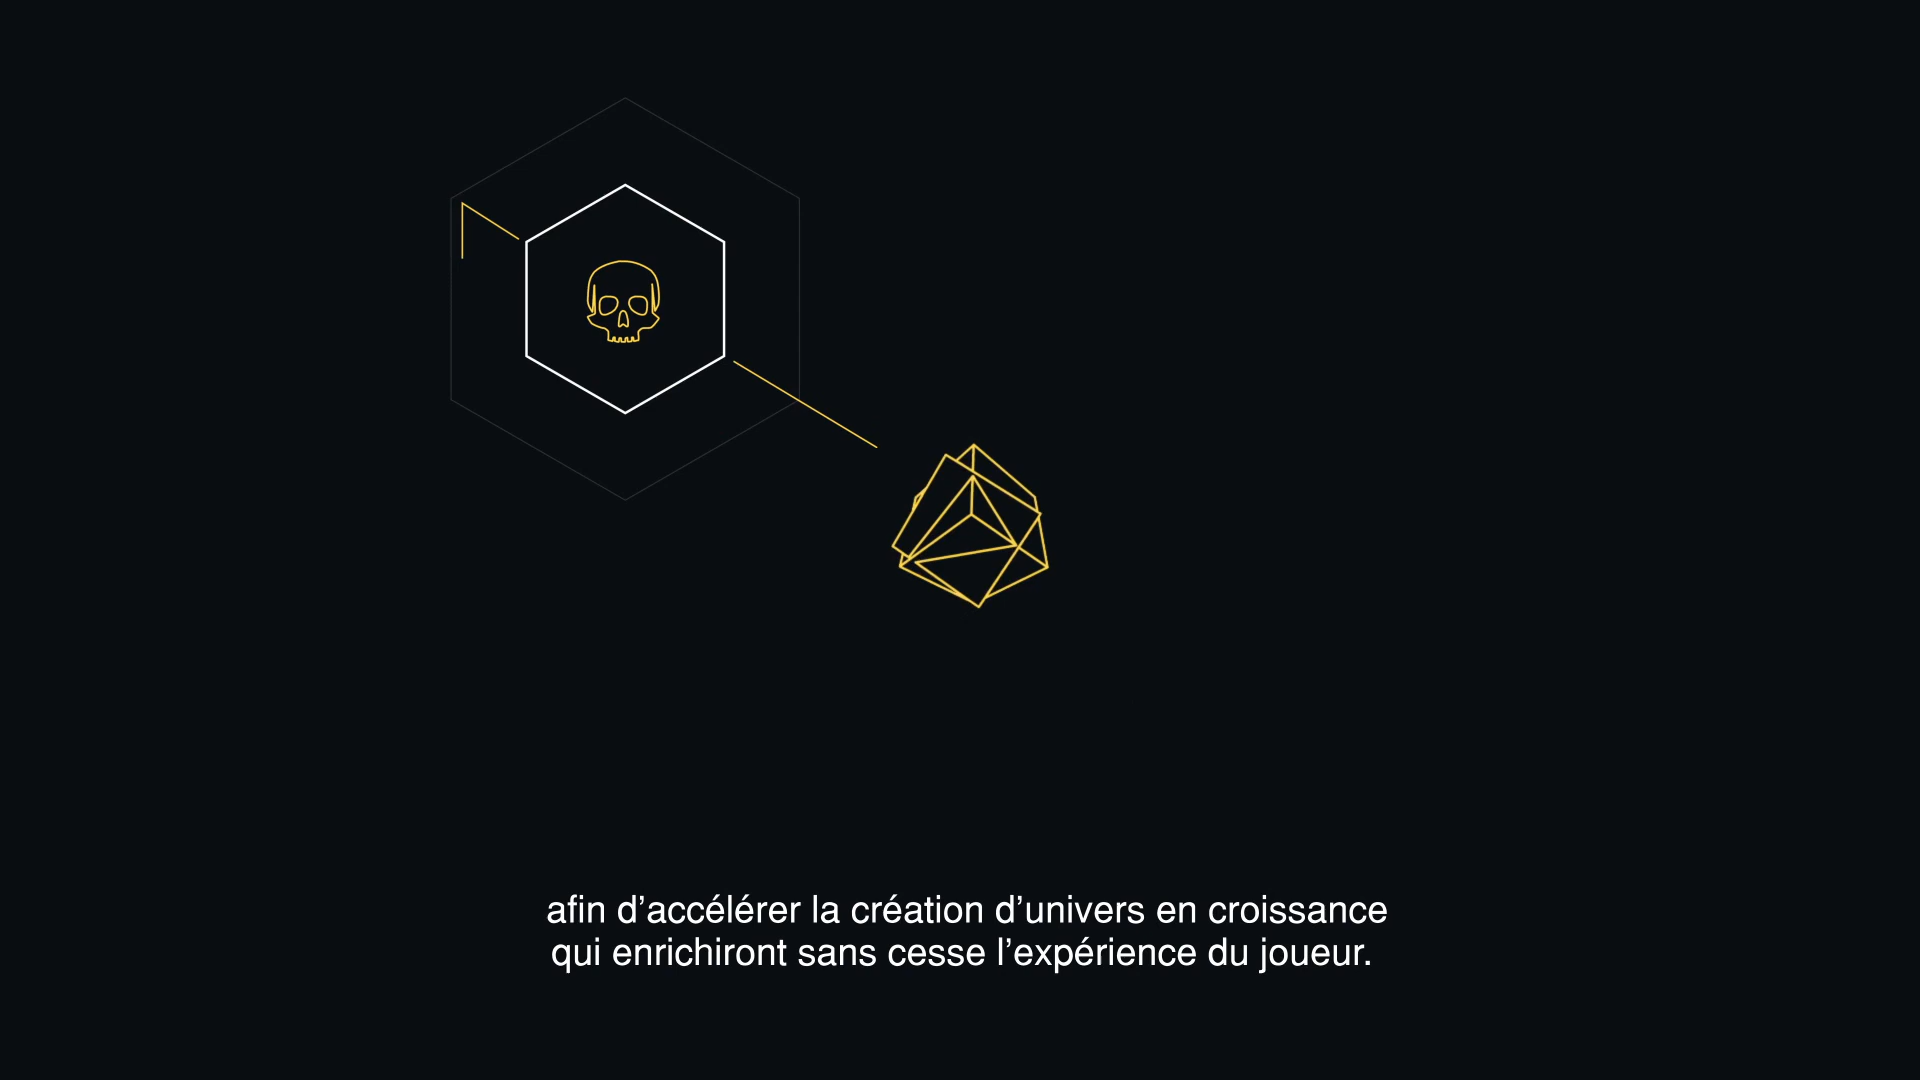 afin d’accélérer la création d’univers en croissance
qui enrichiront sans cesse l’expérience du joueur.